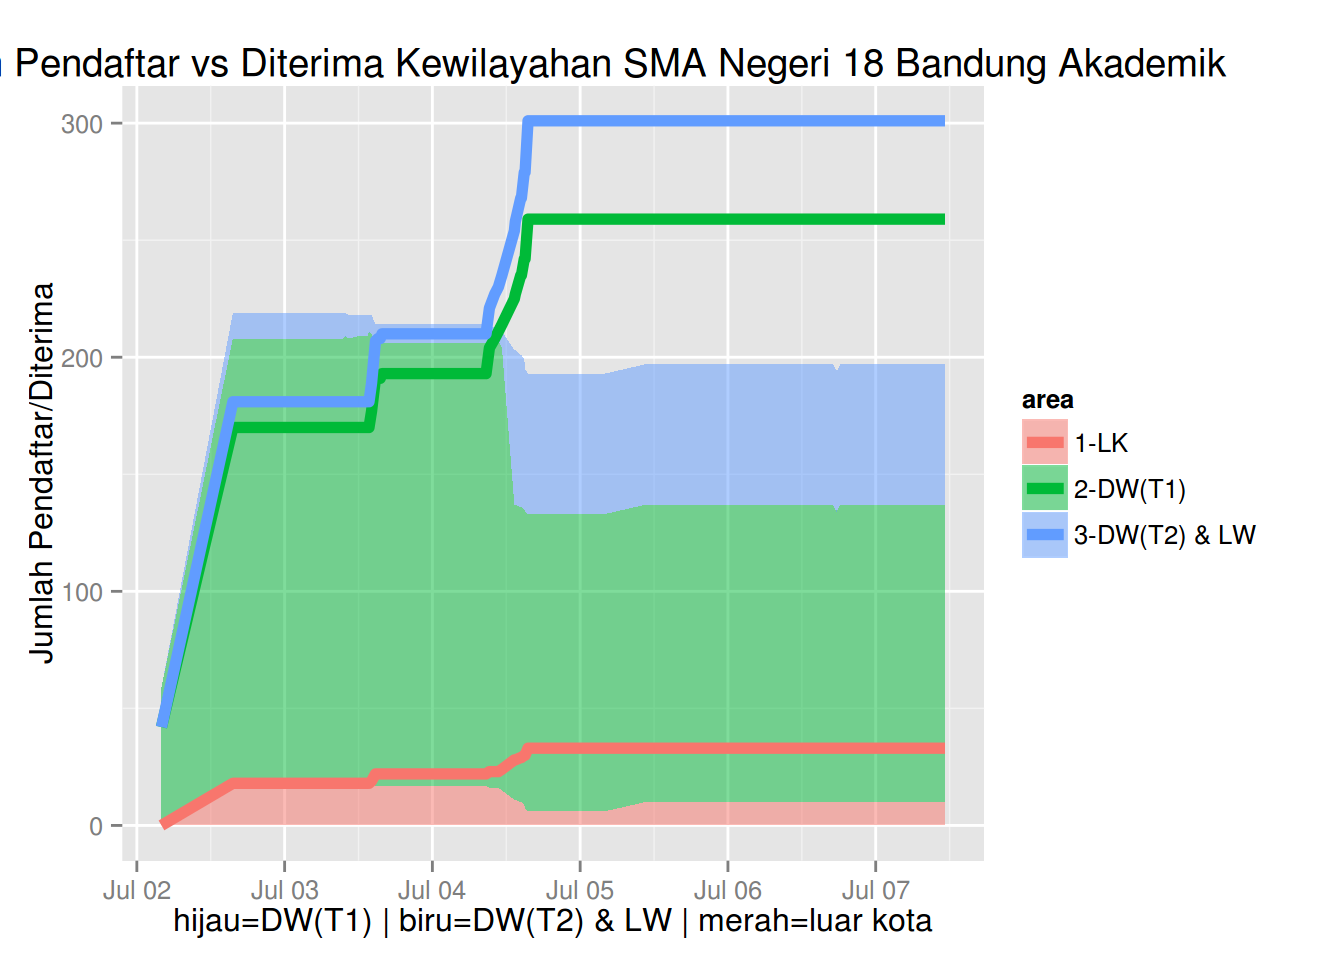 Pendaftar vs Diterima Kewilayahan SMA Negeri 18 Bandung Akademik
300
200
100
0
Jumlah Pendaftar/Diterima
Jul 02
Jul 03
Jul 04
Jul 05
Jul 06
Jul 07
hijau=DW(T1) | biru=DW(T2) & LW | merah=luar kota
area
1-LK
2-DW(T1)
3-DW(T2) & LW